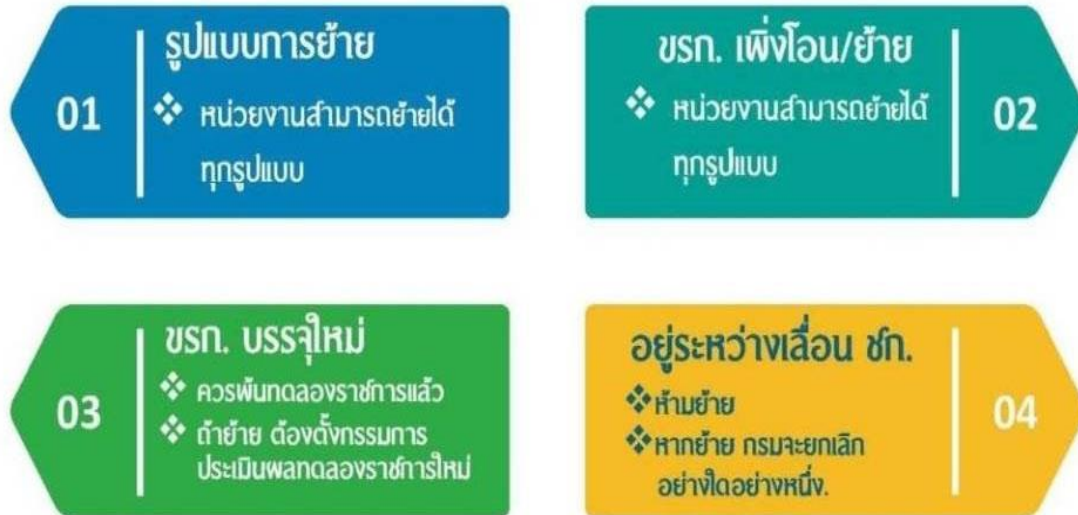 01
รูปแบบการย้าย
❖ หน่วยงานสามารถย้ายได้
ทุกรูปแบบ
ขรก. เพิ่งโอน/ย้าย
❖ หน่วยงานสามารถย้ายได้
ทุกรูปแบบ
02
03
ขรก. บรรจุใหม่
❖ ควรพ้นทดลองราชการแล้ว
❖ ถ้าย้าย ต้องตั้งกรรมการ
ประเมินผลทดลองราชการใหม่
อยู่ระหว่างเลื่อน ชก.
❖ ห้ามย้าย
❖ หากย้าย กรมจะยกเลิก
อย่างใดอย่างหนึ่ง.
04